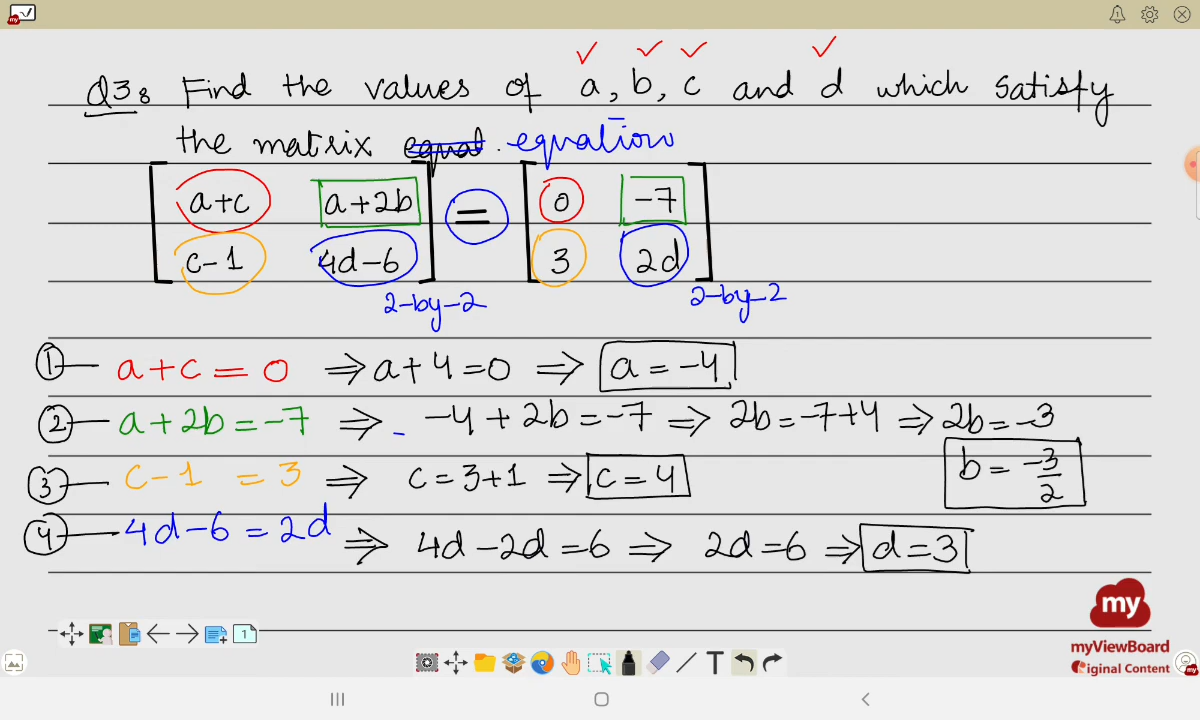 Q3: Find the values of a, b, c and d which satisfy
the matrix equal equation
[ a+c a+2b ] = [ 0 -7 ]
[ c-1 4d-6 ] [ 3 2d ]
2-by-2 2-by-2
① a+c = 0 ⇒ a+4=0 ⇒ a = -4
② a+2b = -7 ⇒ -4+2b = -7 ⇒ 2b = -7+4 ⇒ 2b = -3
b = -3/2
③ c-1 = 3 ⇒ c = 3+1 ⇒ c = 4
④ 4d-6 = 2d ⇒ 4d-2d = 6 ⇒ 2d = 6 ⇒ d = 3
my
myViewBoard
Original Content
1
T